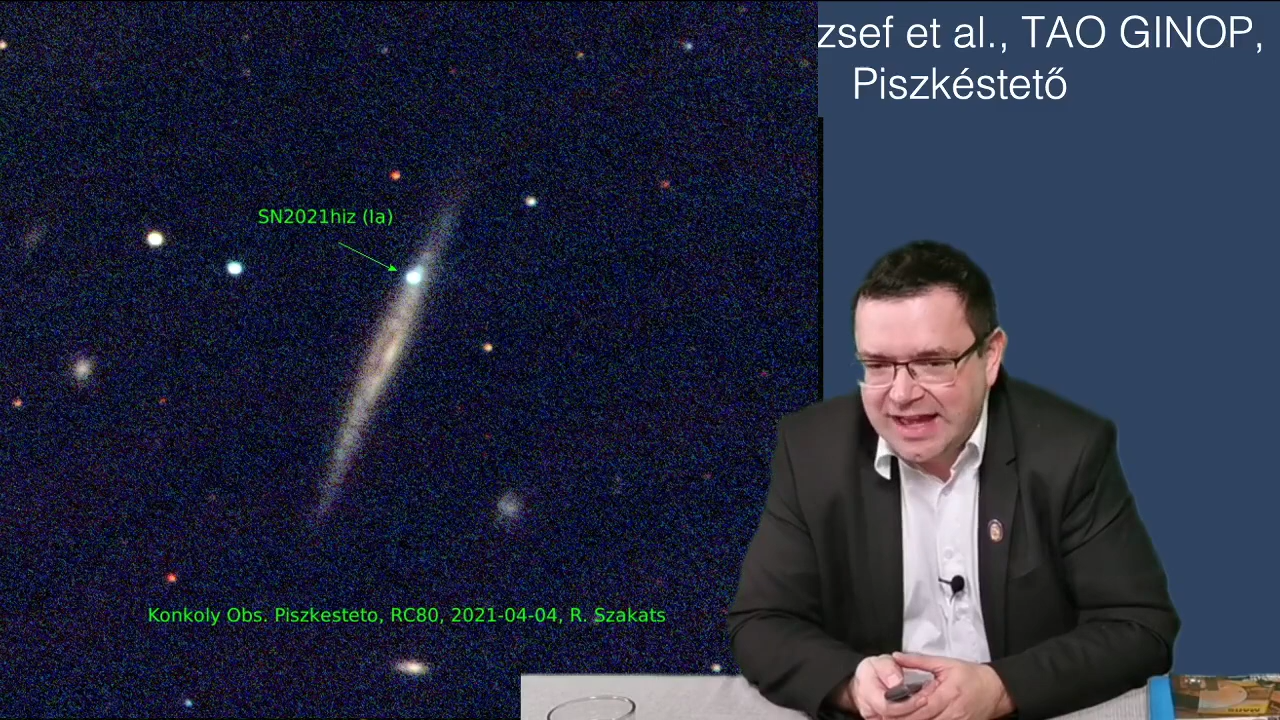 zsef et al., TAO GINOP,
Piszkéstető
SN2021hiz (Ia)
Konkoly Obs. Piszkesteto, RC80, 2021-04-04, R. Szakats